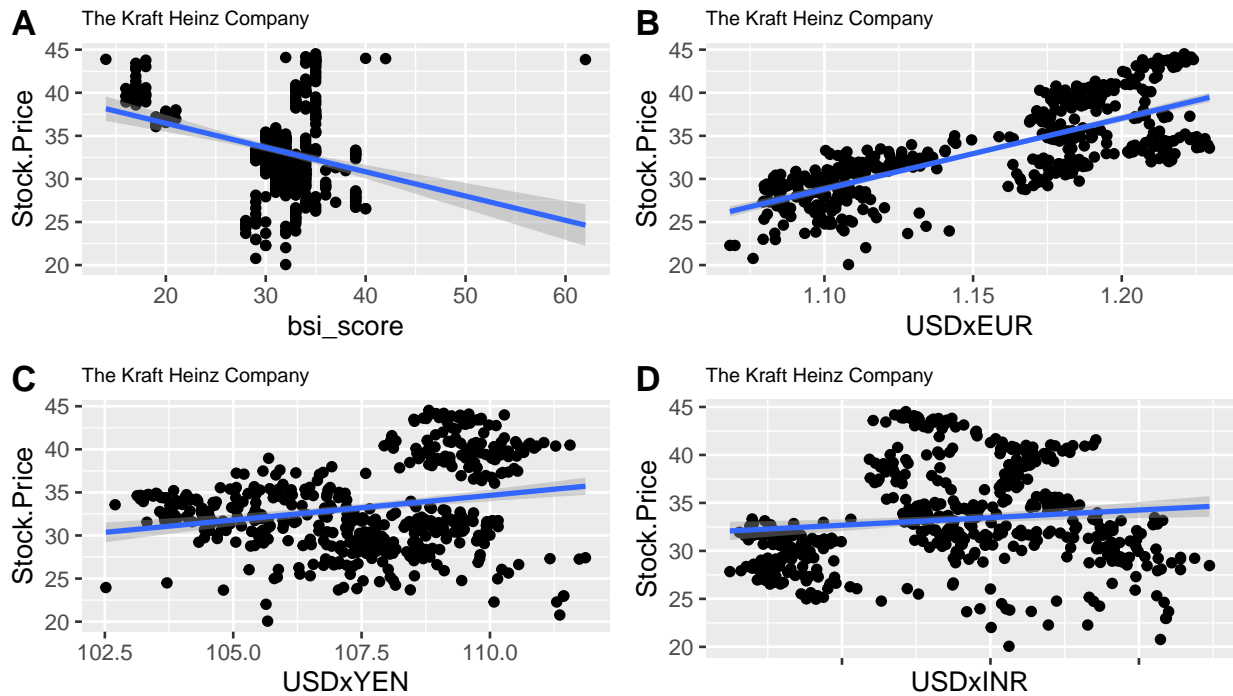 A
The Kraft Heinz Company
45
40
35
30
25
20
Stock.Price
20
30
40
50
60
bsi_score
B
The Kraft Heinz Company
45
40
35
30
25
20
Stock.Price
1.10
1.15
1.20
USDxEUR
C
The Kraft Heinz Company
45
40
35
30
25
20
Stock.Price
102.5
105.0
107.5
110.0
USDxYEN
D
The Kraft Heinz Company
45
40
35
30
25
20
Stock.Price
USDxINR